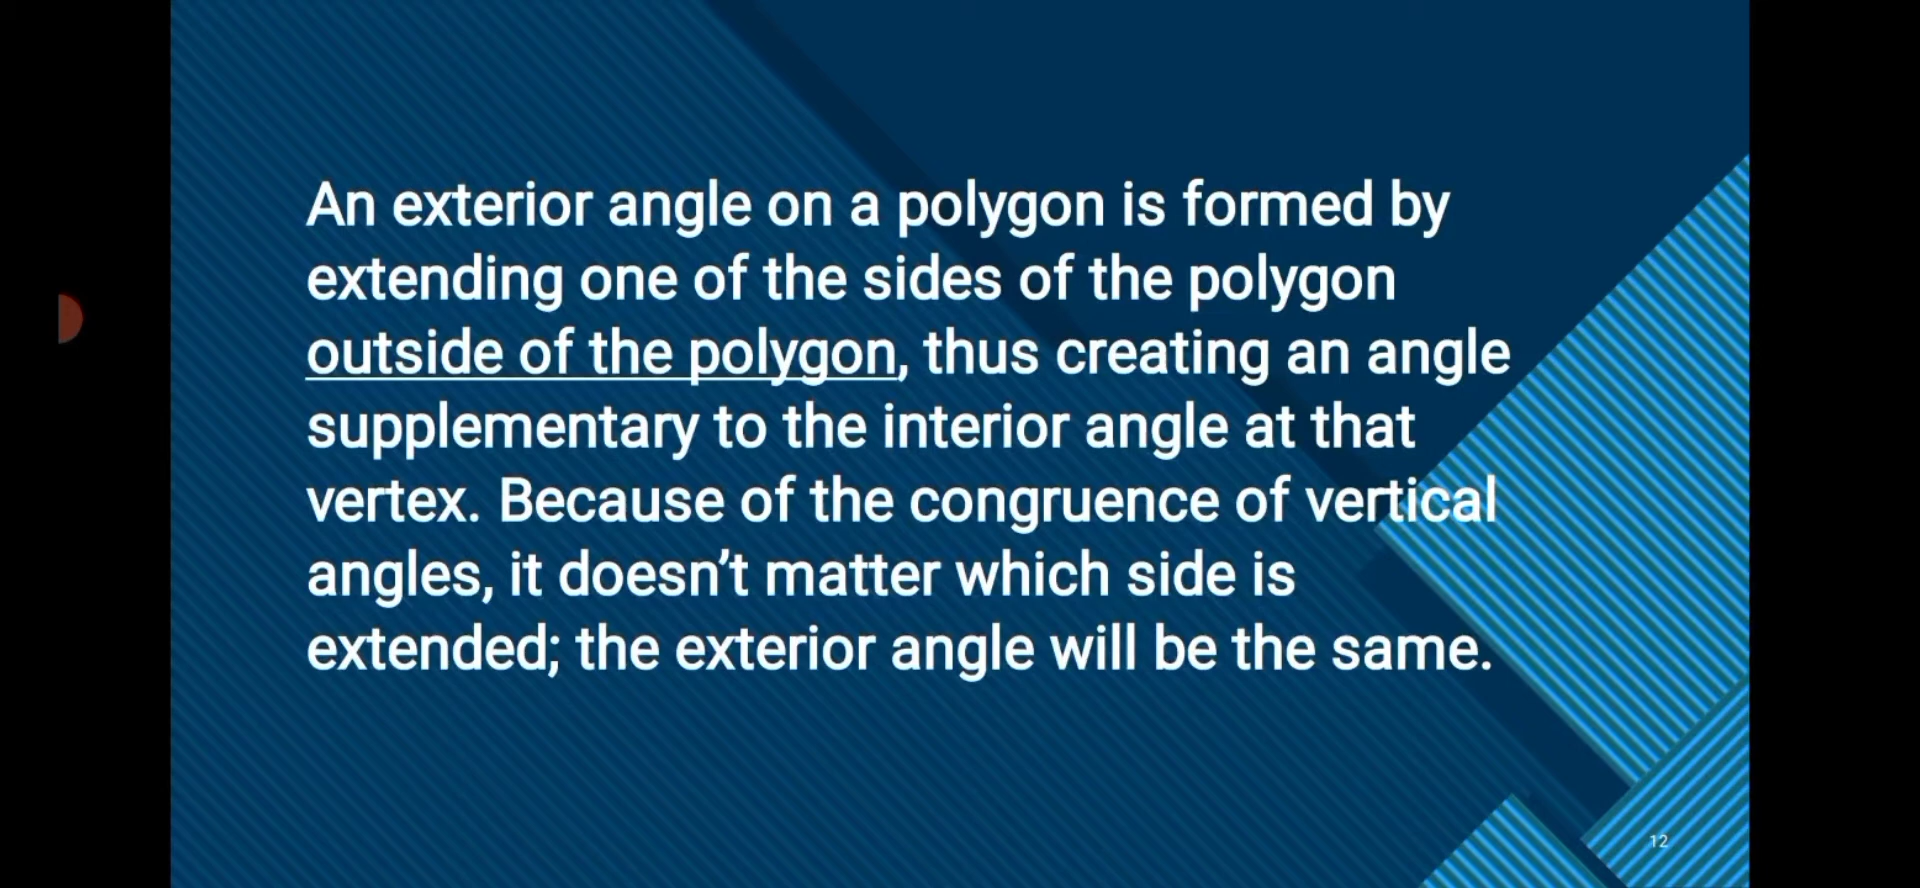 An exterior angle on a polygon is formed by
extending one of the sides of the polygon
outside of the polygon, thus creating an angle
supplementary to the interior angle at that
vertex. Because of the congruence of vertical
angles, it doesn’t matter which side is
extended; the exterior angle will be the same.
12